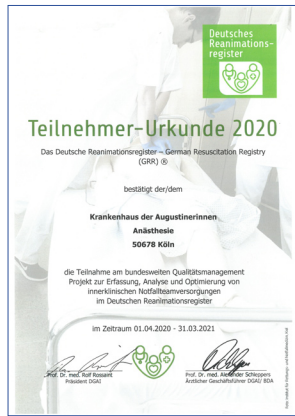 Deutsches
Reanimations-
register
Teilnehmer-Urkunde 2020
Das Deutsche Reanimationsregister – German Resuscitation Registry
(GRR) ®
bestätigt der/dem
Krankenhaus der Augustinerinnen
Anästhesie
50678 Köln
die Teilnahme am bundesweiten Qualitätsmanagement
Projekt zur Erfassung, Analyse und Optimierung von
innerklinischen Notfallteamversorgungen
im Deutschen Reanimationsregister
im Zeitraum 01.04.2020 - 31.03.2021
Prof. Dr. med. Rolf Rossaint
Präsident DGAI
Prof. Dr. med. Alexander Schleppers
Ärztlicher Geschäftsführer DGAI/ BDA